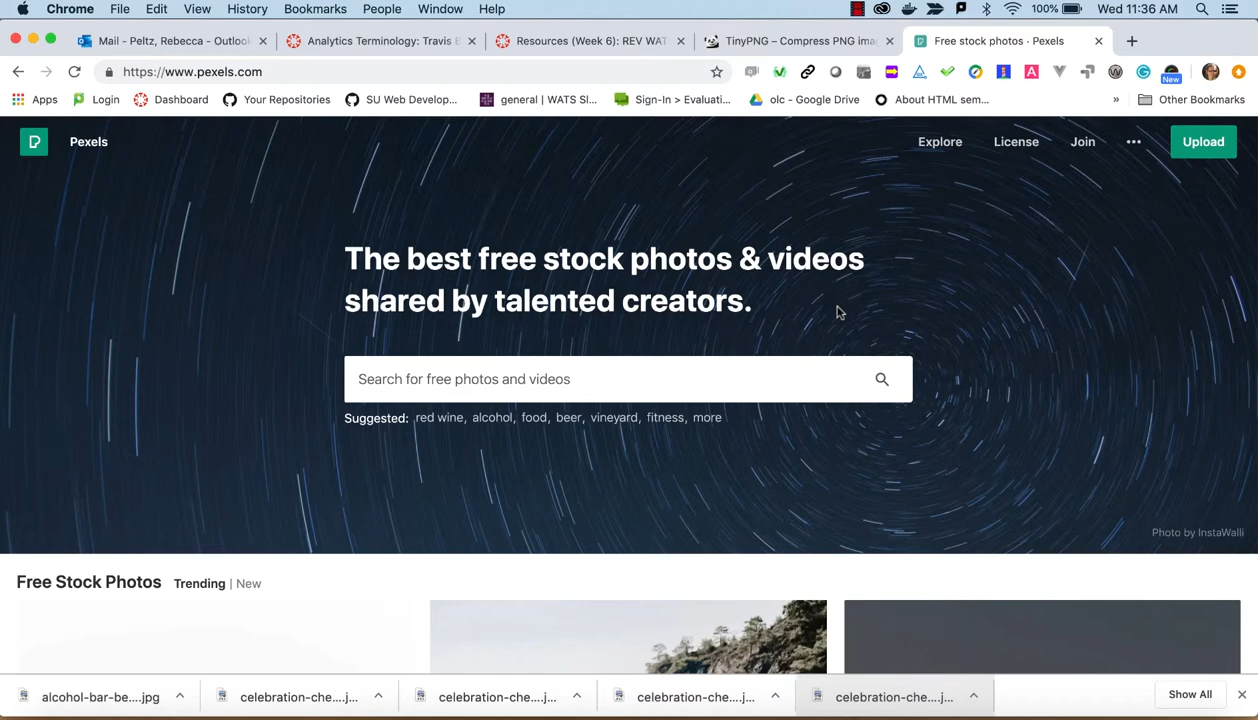 Chrome File Edit View History Bookmarks People Window Help 100% Wed 11:36 AM
Mail - Peltz, Rebecca - Outloo Analytics Terminology: Travis Resources (Week 6): REV WAT TinyPNG – Compress PNG ima Free stock photos · Pexels
https://www.pexels.com New
Apps Login Dashboard Your Repositories SU Web Develop... general | WATS Sl... Sign-In > Evaluati... olc - Google Drive About HTML sem... » Other Bookmarks
Pexels Explore License Join ••• Upload
The best free stock photos & videos
shared by talented creators.
Search for free photos and videos
Suggested: red wine, alcohol, food, beer, vineyard, fitness, more
Photo by InstaWalli
Free Stock Photos Trending | New
alcohol-bar-be....jpg celebration-che....j... celebration-che....j... celebration-che....j... celebration-che....j... Show All